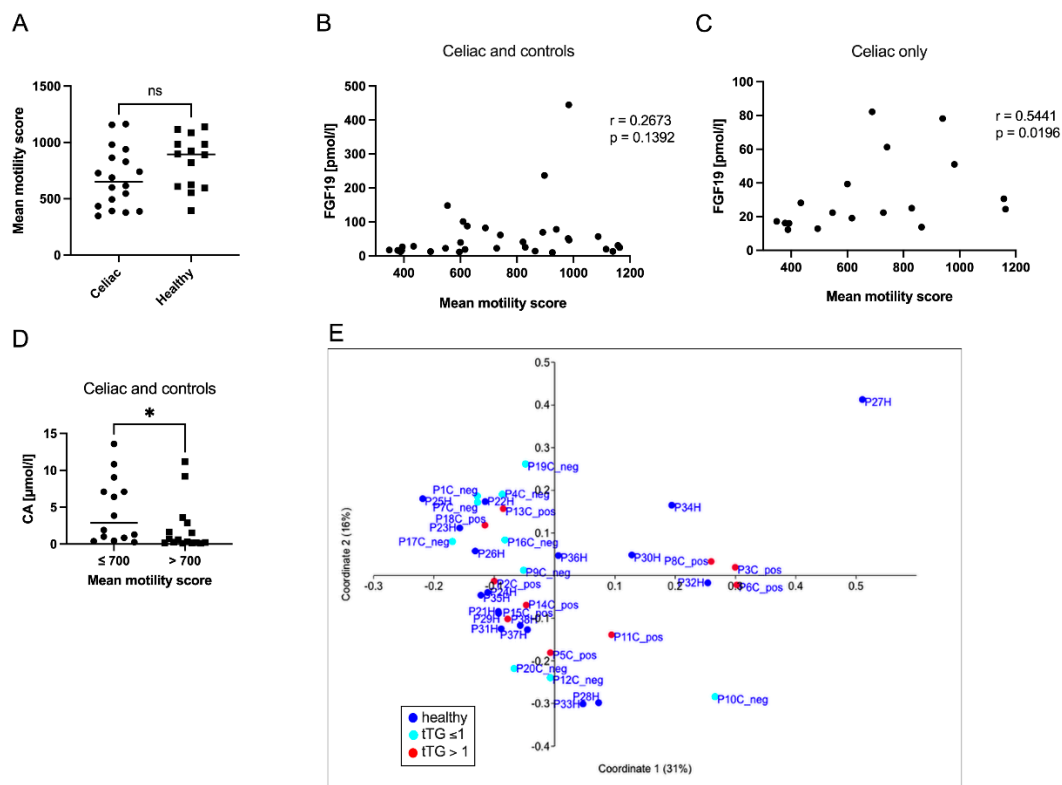 A
Mean motility score
1500
1000
500
0
ns
Celiac
Healthy
B
Celiac and controls
FGF19 [pmol/l]
500
400
300
200
100
0
r = 0.2673
p = 0.1392
400 600 800 1000 1200
Mean motility score
C
Celiac only
FGF19 [pmol/l]
100
80
60
40
20
0
r = 0.5441
p = 0.0196
400 600 800 1000 1200
Mean motility score
D
Celiac and controls
*
CA [µmol/l]
15
10
5
0
≤ 700 > 700
Mean motility score
E
Coordinate 2 (16%)
0.5
0.4
0.3
0.2
0.1
0.0
-0.1
-0.2
-0.3
-0.4
-0.3 -0.2 0.1 0.2 0.3 0.4 0.5
P27H
P19C_neg
P1C_neg P4C_neg
P25H P22H
P7C_neg P13C_pos
P34H
P18C_pos
P23H
P17C_neg P16C_neg
P26H P36H P30H
P8C_pos P3C_pos
P9C_neg
P2C_pos P32H P6C_pos
P24H
P35H
P14C_pos
P21H P15C_pos
P29H P38H
P31H P37H
P11C_pos
P5C_pos
P20C_neg
P12C_neg
P10C_neg
P28H
P33H
healthy
tTG ≤1
tTG > 1
Coordinate 1 (31%)